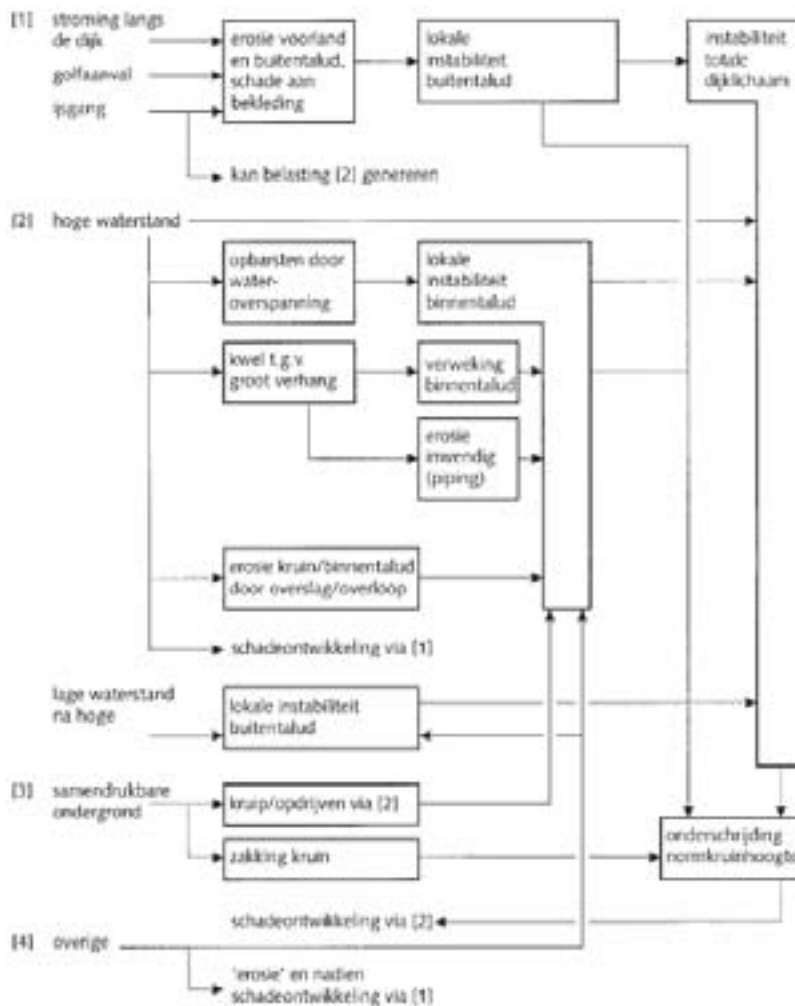 [1] stroming langs
de dijk
golfaanval
ijsgang
erosie voorland
en buitentalud,
schade aan
bekleding
lokale
instabiliteit
buitentalud
instabiliteit
totale
dijklichaam
kan belasting [2] genereren
[2] hoge waterstand
opbarsten door
water-
overspanning
lokale
instabiliteit
binnentalud
kwel t.g.v.
groot verhang
verweking
binnentalud
erosie
inwendig
(piping)
erosie kruin/binnentalud
door overslag/overloop
schadeontwikkeling via [1]
lage waterstand
na hoge
lokale instabiliteit
buitentalud
[3] samendrukbare
ondergrond
kruip/opdrijven via [2]
zakking kruin
onderschrijding
normkruinhoogte
schadeontwikkeling via [2]
[4] overige
'erosie' en nadien
schadeontwikkeling via [1]